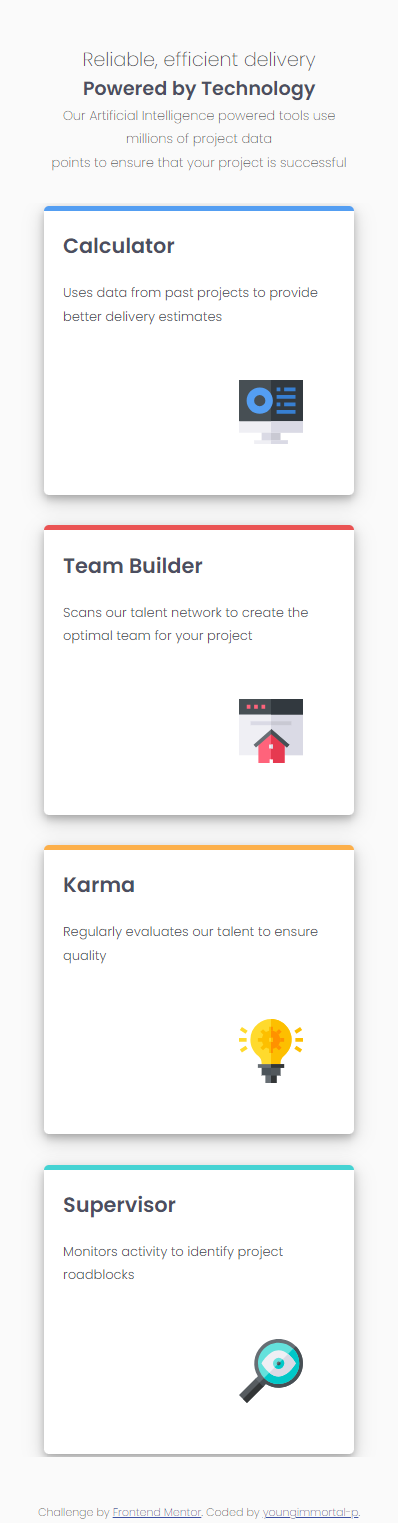 Reliable, efficient delivery
Powered by Technology
Our Artificial Intelligence powered tools use
millions of project data
points to ensure that your project is successful
Calculator
Uses data from past projects to provide
better delivery estimates
Team Builder
Scans our talent network to create the
optimal team for your project
Karma
Regularly evaluates our talent to ensure
quality
Supervisor
Monitors activity to identify project
roadblocks
Challenge by Frontend Mentor. Coded by youngimmortal-p.